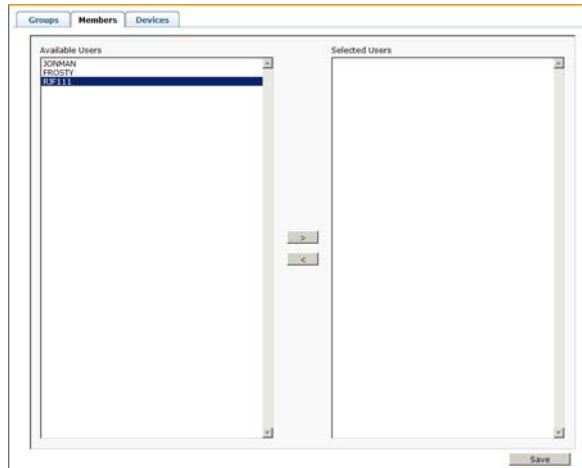 Groups Members Devices
Available Users
Selected Users
JONMAN
FROSTY
RJF111
>
<
Save